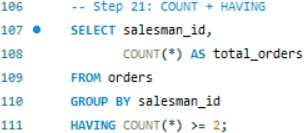 106 -- Step 21: COUNT + HAVING
107 SELECT salesman_id,
108 COUNT(*) AS total_orders
109 FROM orders
110 GROUP BY salesman_id
111 HAVING COUNT(*) >= 2;